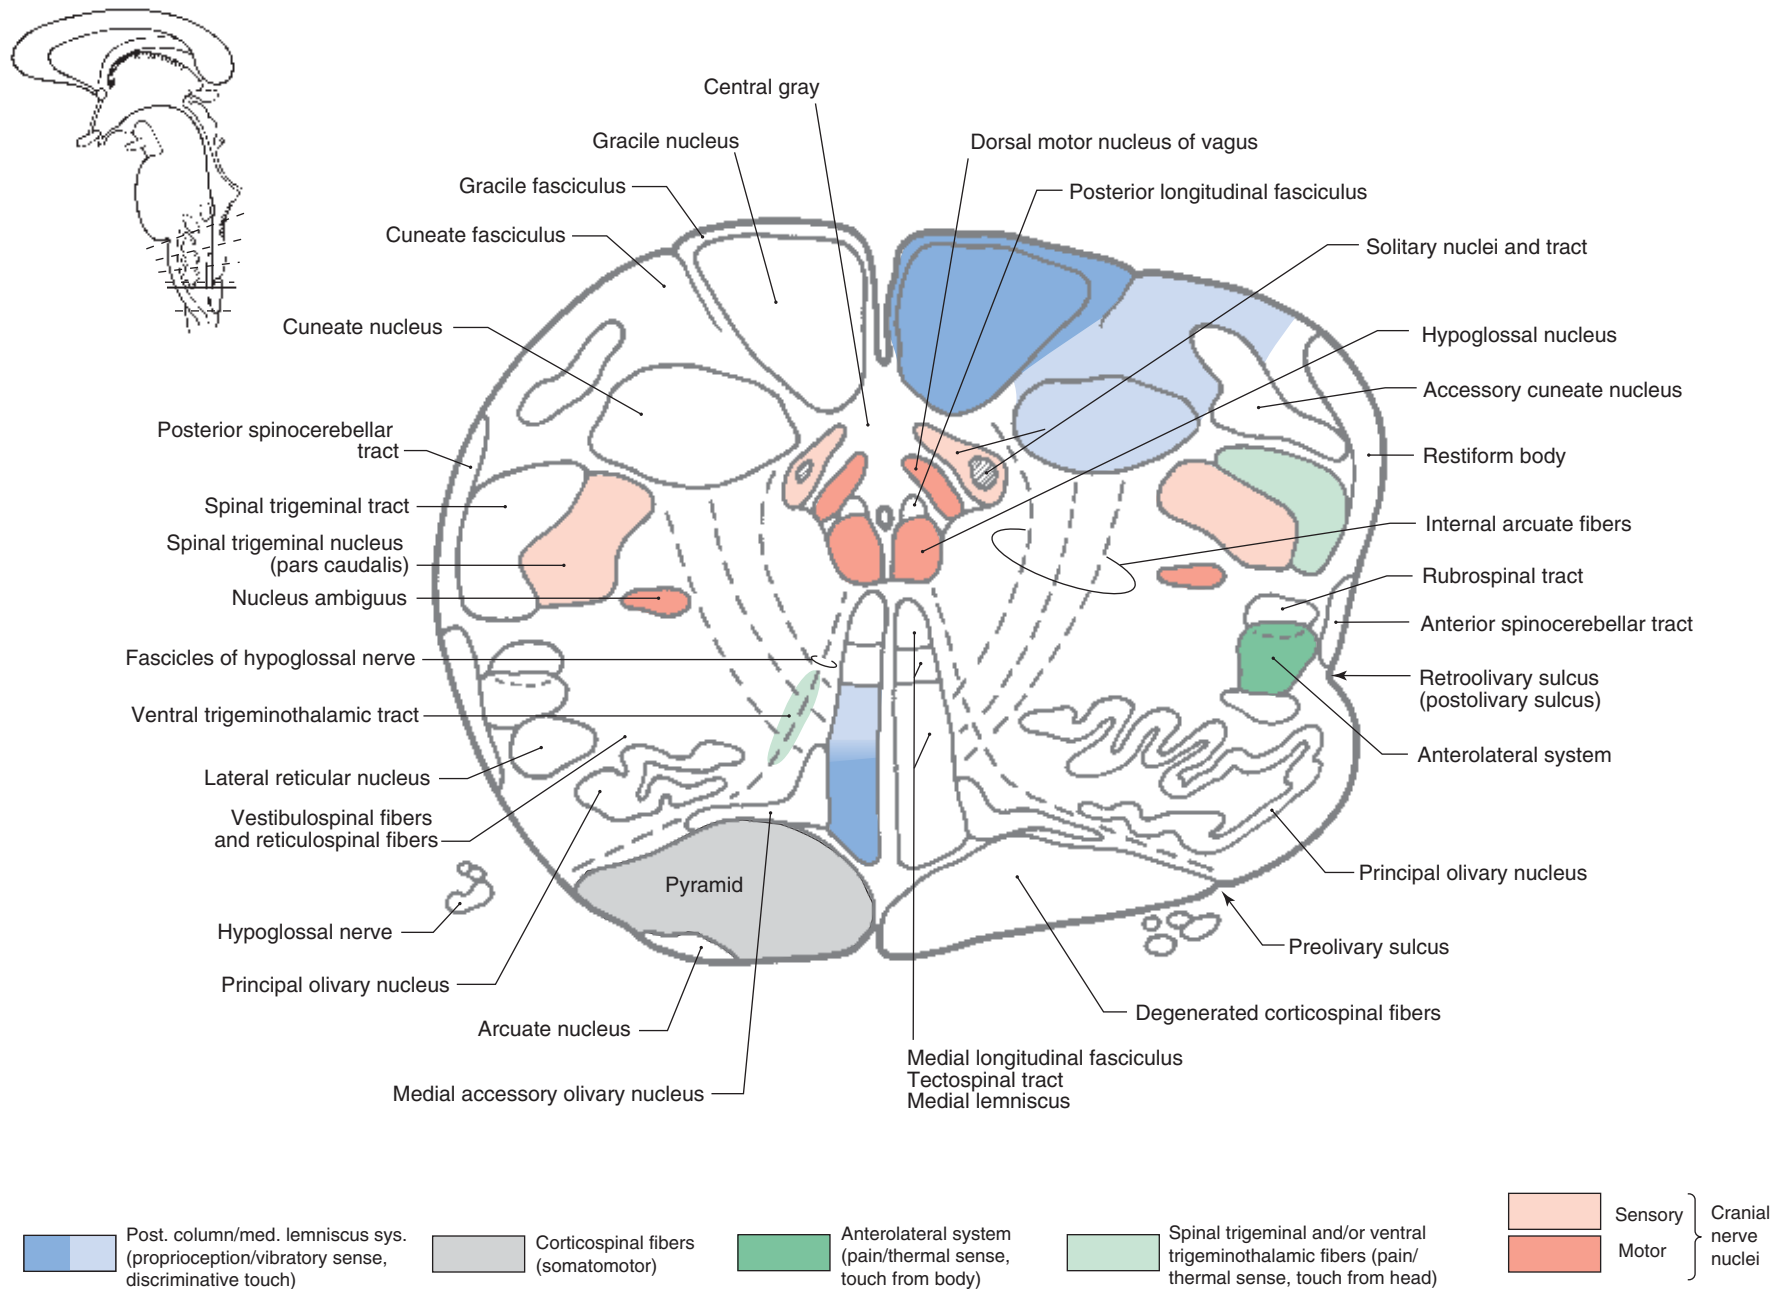 Central gray
Gracile nucleus
Gracile fasciculus
Cuneate fasciculus
Cuneate nucleus
Posterior spinocerebellar
tract
Spinal trigeminal tract
Spinal trigeminal nucleus
(pars caudalis)
Nucleus ambiguus
Fascicles of hypoglossal nerve
Ventral trigeminothalamic tract
Lateral reticular nucleus
Vestibulospinal fibers
and reticulospinal fibers
Hypoglossal nerve
Principal olivary nucleus
Arcuate nucleus
Medial accessory olivary nucleus
Pyramid
Dorsal motor nucleus of vagus
Posterior longitudinal fasciculus
Solitary nuclei and tract
Hypoglossal nucleus
Accessory cuneate nucleus
Restiform body
Internal arcuate fibers
Rubrospinal tract
Anterior spinocerebellar tract
Retroolivary sulcus
(postolivary sulcus)
Anterolateral system
Principal olivary nucleus
Preolivary sulcus
Degenerated corticospinal fibers
Medial longitudinal fasciculus
Tectospinal tract
Medial lemniscus
Post. column/med. lemniscus sys.
(proprioception/vibratory sense,
discriminative touch)
Corticospinal fibers
(somatomotor)
Anterolateral system
(pain/thermal sense,
touch from body)
Spinal trigeminal and/or ventral
trigeminothalamic fibers (pain/
thermal sense, touch from head)
Sensory
Motor
Cranial
nerve
nuclei